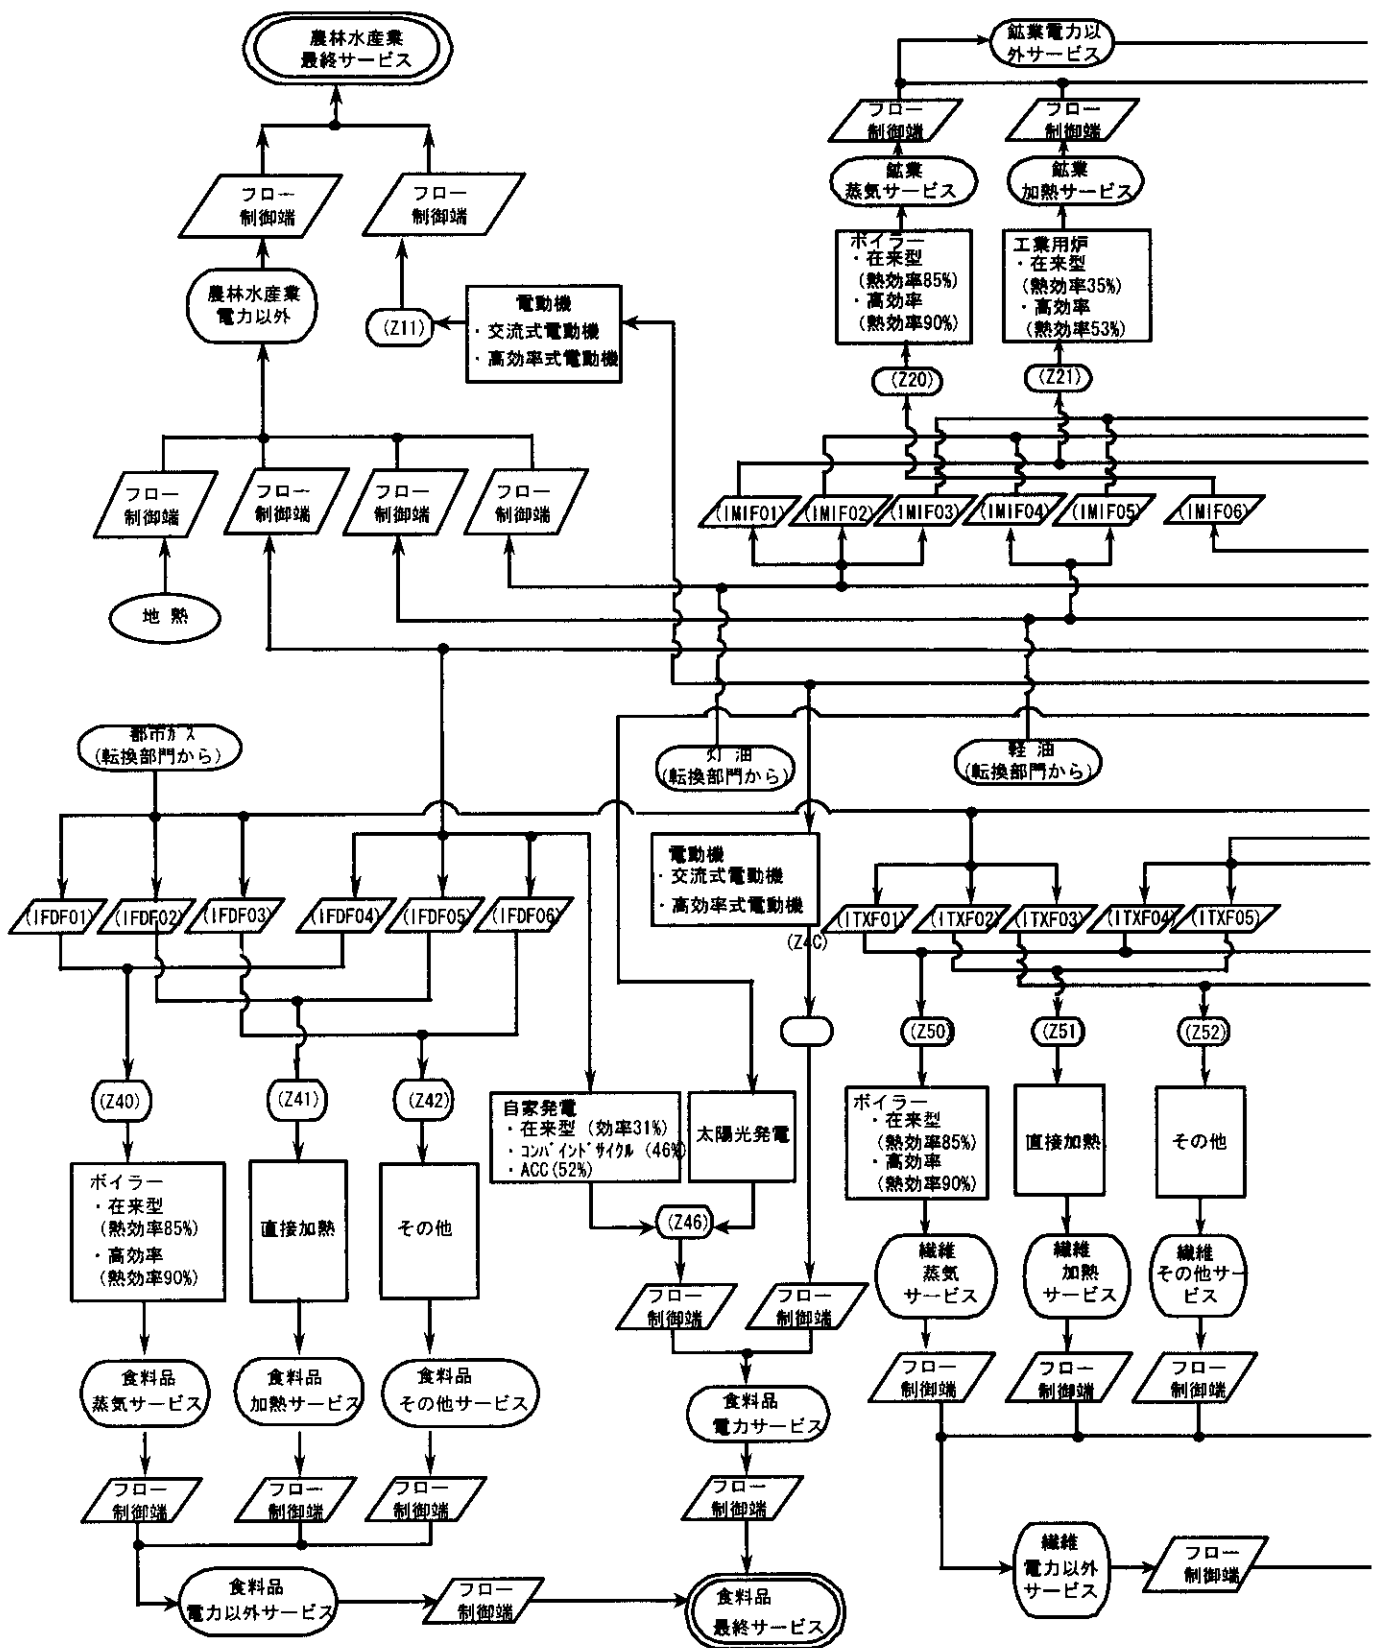 農林水産業
最終サービス
鉱業電力以
外サービス
フロー
制御端
フロー
制御端
鉱業
蒸気サービス
鉱業
加熱サービス
フロー
制御端
フロー
制御端
ボイラー
・在来型
(熱効率85%)
・高効率
(熱効率90%)
工業用炉
・在来型
(熱効率35%)
・高効率
(熱効率53%)
農林水産業
電力以外
(Z11)
電動機
・交流式電動機
・高効率式電動機
(Z20)
(Z21)
フロー
制御端
フロー
制御端
フロー
制御端
フロー
制御端
(IMIF01)
(IMIF02)
(IMIF03)
(IMIF04)
(IMIF05)
(IMIF06)
地熱
都市ガス
(転換部門から)
灯油
(転換部門から)
軽油
(転換部門から)
電動機
・交流式電動機
・高効率式電動機
(IFDF01)
(IFDF02)
(IFDF03)
(IFDF04)
(IFDF05)
(IFDF06)
(ITXF01)
(ITXF02)
(ITXF03)
(ITXF04)
(ITXF05)
(Z4C)
(Z50)
(Z51)
(Z52)
(Z40)
(Z41)
(Z42)
自家発電
・在来型（効率31%）
・コンバインドサイクル（46%）
・ACC(52%)
太陽光発電
ボイラー
・在来型
(熱効率85%)
・高効率
(熱効率90%)
直接加熱
その他
ボイラー
・在来型
(熱効率85%)
・高効率
(熱効率90%)
直接加熱
その他
(Z46)
繊維
蒸気
サービス
繊維
加熱
サービス
繊維
その他サー
ビス
フロー
制御端
フロー
制御端
フロー
制御端
フロー
制御端
フロー
制御端
食料品
蒸気サービス
食料品
加熱サービス
食料品
その他サービス
食料品
電力サービス
フロー
制御端
フロー
制御端
フロー
制御端
フロー
制御端
食料品
電力以外サービス
フロー
制御端
食料品
最終サービス
繊維
電力以外
サービス
フロー
制御端